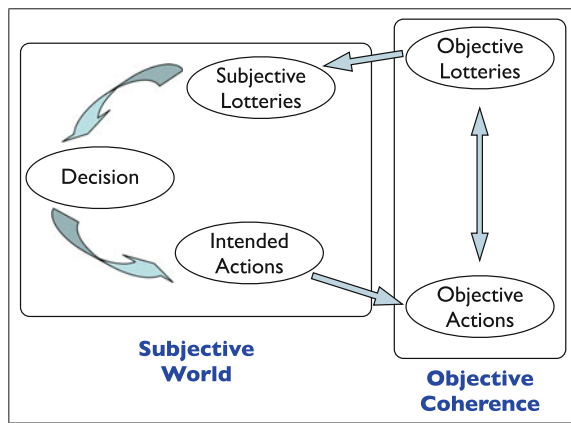 Objective
Lotteries
Subjective
Lotteries
Decision
Intended
Actions
Objective
Actions
Subjective
World
Objective
Coherence